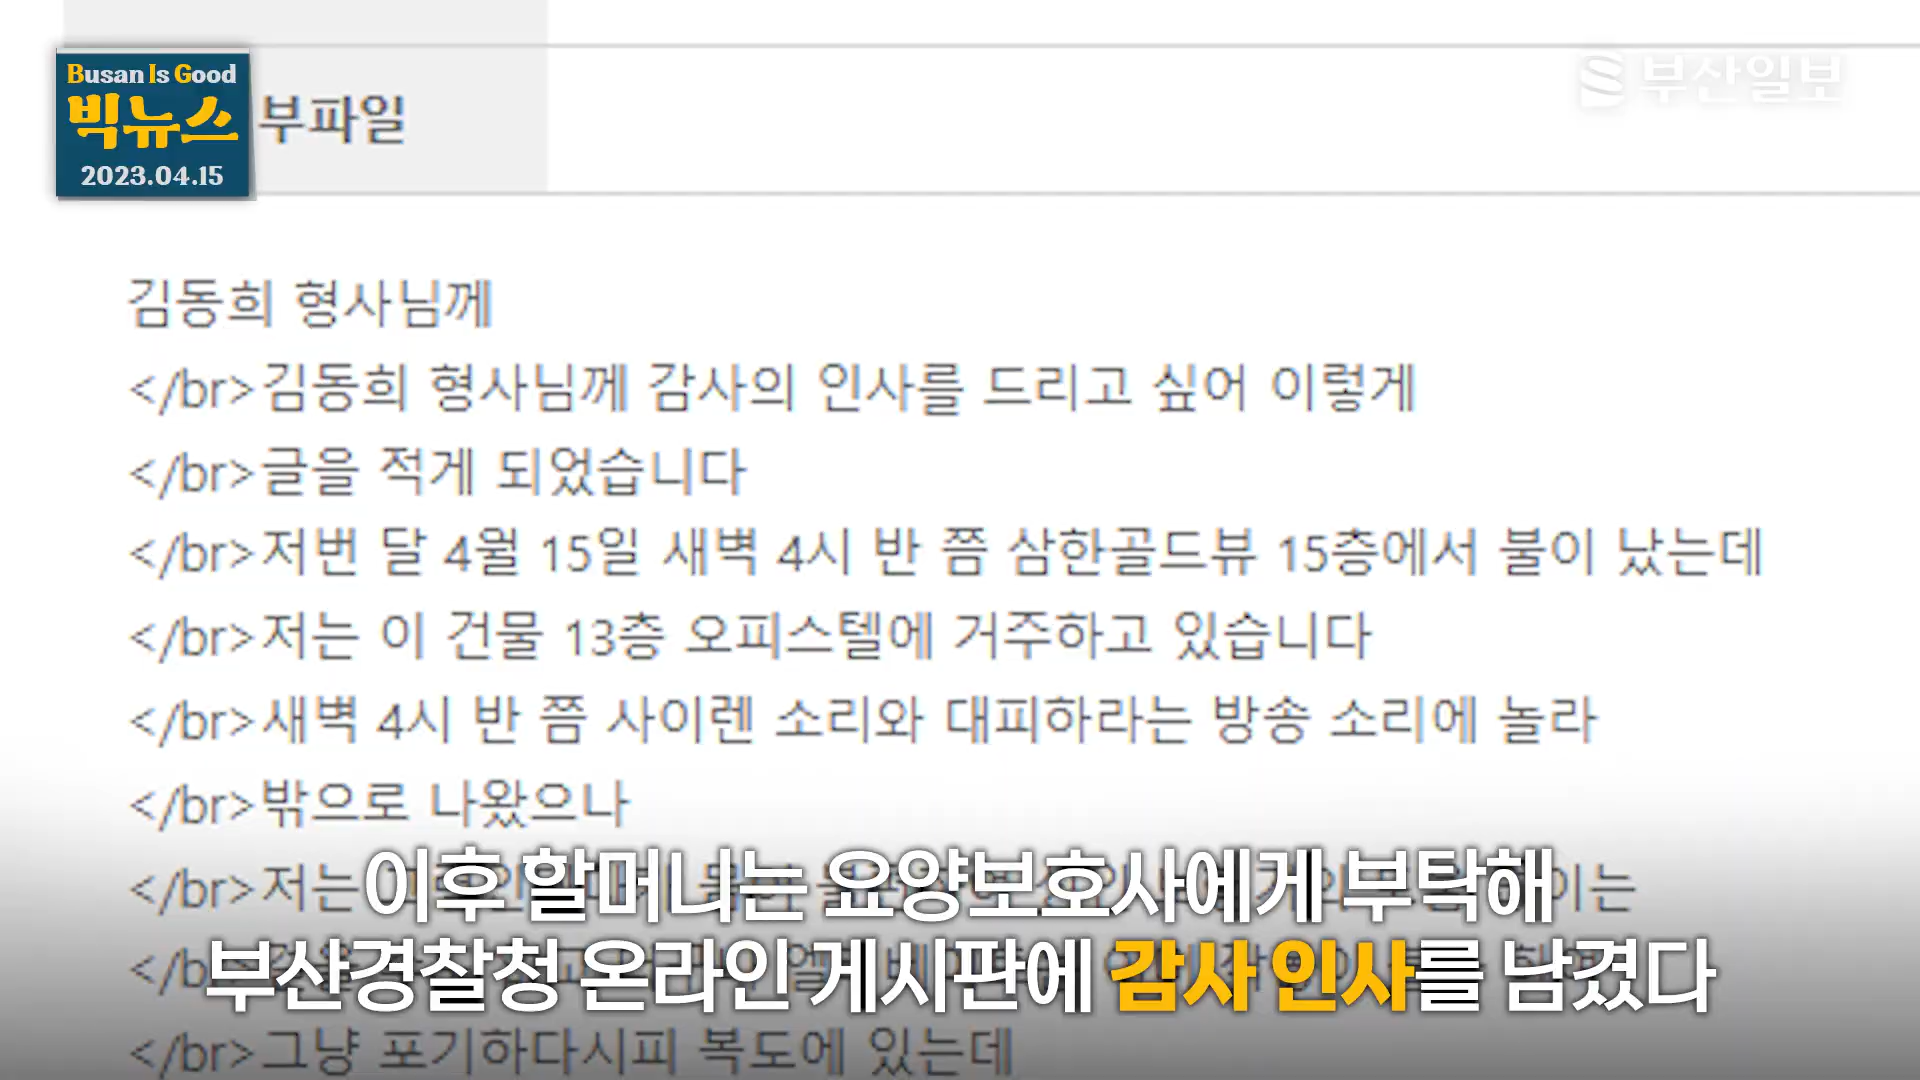 Busan Is Good
빅뉴스
2023.04.15
부파일
부산일보
김동희 형사님께
</br>김동희 형사님께 감사의 인사를 드리고 싶어 이렇게
</br>글을 적게 되었습니다
</br>저번 달 4월 15일 새벽 4시 반 쯤 삼한골드뷰 15층에서 불이 났는데
</br>저는 이 건물 13층 오피스텔에 거주하고 있습니다
</br>새벽 4시 반 쯤 사이렌 소리와 대피하라는 방송 소리에 놀라
</br>밖으로 나왔으나
</br>저는
이후 할머니는 요양보호사에게 부탁해
부산경찰청 온라인 게시판에 감사 인사를 남겼다
</br>그냥 포기하다시피 복도에 있는데